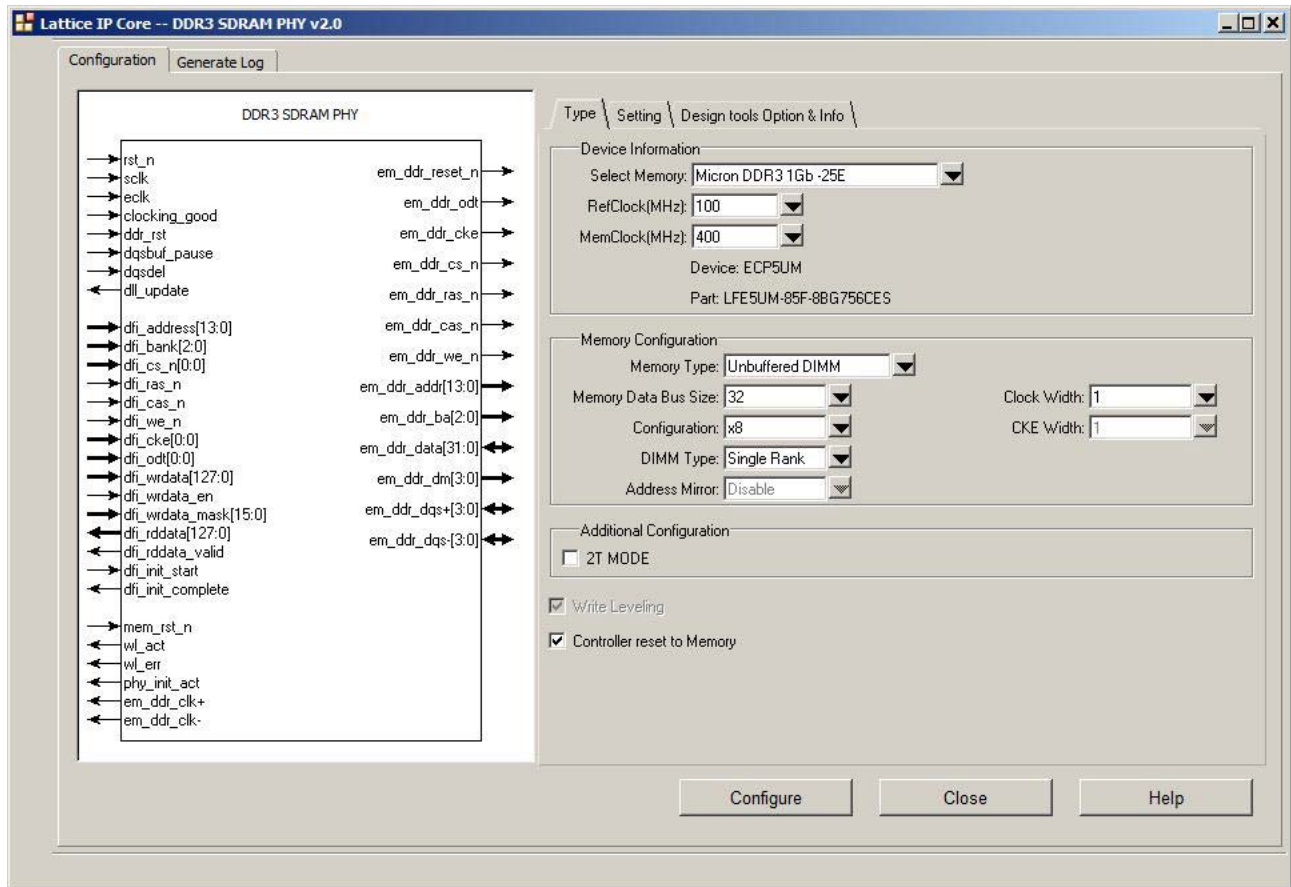 Lattice IP Core -- DDR3 SDRAM PHY v2.0
Configuration
Generate Log
DDR3 SDRAM PHY
rst_n
sclk
eclk
clocking_good
ddr_rst
dqsbuf_pause
dqsdel
dll_update
dfi_address[13:0]
dfi_bank[2:0]
dfi_cs_n[0:0]
dfi_ras_n
dfi_cas_n
dfi_we_n
dfi_cke[0:0]
dfi_odt[0:0]
dfi_wrdata[127:0]
dfi_wrdata_en
dfi_wrdata_mask[15:0]
dfi_rddata[127:0]
dfi_rddata_valid
dfi_init_start
dfi_init_complete
mem_rst_n
wl_act
wl_err
phy_init_act
em_ddr_clk+
em_ddr_clk-
em_ddr_reset_n
em_ddr_odt
em_ddr_cke
em_ddr_cs_n
em_ddr_ras_n
em_ddr_cas_n
em_ddr_we_n
em_ddr_addr[13:0]
em_ddr_ba[2:0]
em_ddr_data[31:0]
em_ddr_dm[3:0]
em_ddr_dqs+[3:0]
em_ddr_dqs-[3:0]
Type
Setting
Design tools Option & Info
Device Information
Select Memory: Micron DDR3 1Gb -25E
RefClock(MHz): 100
MemClock(MHz): 400
Device: ECP5UM
Part: LFE5UM-85F-8BG756CES
Memory Configuration
Memory Type: Unbuffered DIMM
Memory Data Bus Size: 32
Clock Width: 1
Configuration: x8
CKE Width: 1
DIMM Type: Single Rank
Address Mirror: Disable
Additional Configuration
2T MODE
Write Leveling
Controller reset to Memory
Configure
Close
Help